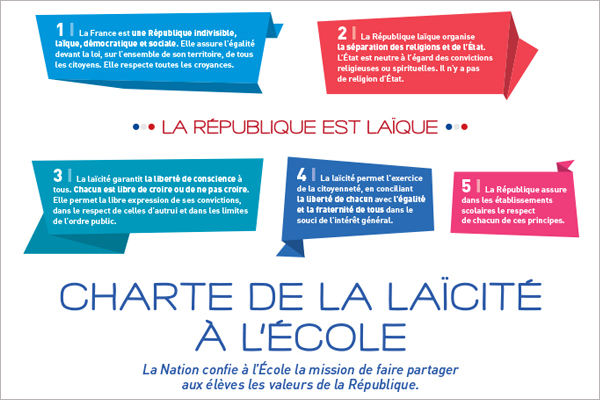 1 | La France est une République indivisible,
laïque, démocratique et sociale. Elle assure l'égalité
devant la loi, sur l'ensemble de son territoire, de tous
les citoyens. Elle respecte toutes les croyances.
2 | La République laïque organise
la séparation des religions et de l'État.
L'État est neutre à l'égard des convictions
religieuses ou spirituelles. Il n'y a pas
de religion d'État.
LA RÉPUBLIQUE EST LAÏQUE
3 | La laïcité garantit la liberté de conscience à
tous. Chacun est libre de croire ou de ne pas croire.
Elle permet la libre expression de ses convictions,
dans le respect de celles d'autrui et dans les limites
de l'ordre public.
4 | La laïcité permet l'exercice
de la citoyenneté, en conciliant
la liberté de chacun avec l'égalité
et la fraternité de tous dans le
souci de l'intérêt général.
5 | La République assure
dans les établissements
scolaires le respect
de chacun de ces principes.
CHARTE DE LA LAÏCITÉ
À L'ÉCOLE
La Nation confie à l'École la mission de faire partager
aux élèves les valeurs de la République.